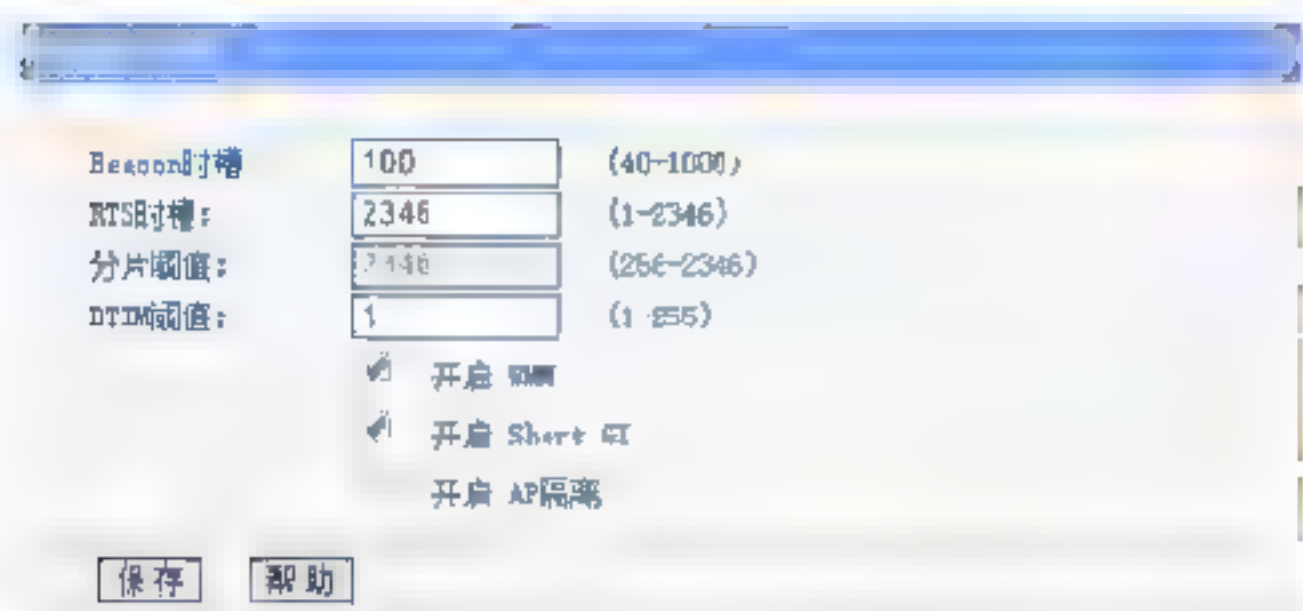 Beacon时槽 100 (40-1000)
RTS时槽: 2346 (1-2346)
分片阈值: 2346 (256-2346)
DTIM阈值: 1 (1-255)
开启 WMM
开启 Short GI
开启 AP隔离
保存 帮助